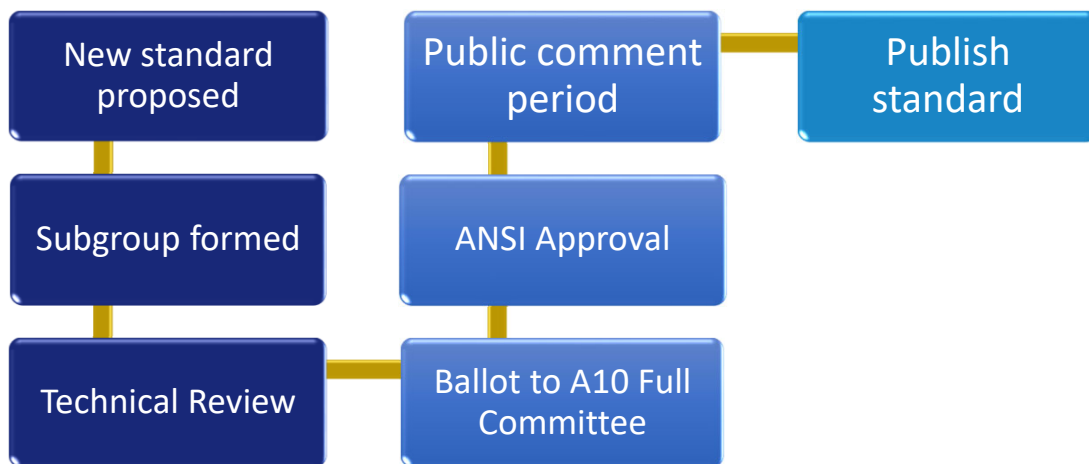 New standard
proposed
Subgroup formed
Technical Review
Ballot to A10 Full
Committee
ANSI Approval
Public comment
period
Publish
standard